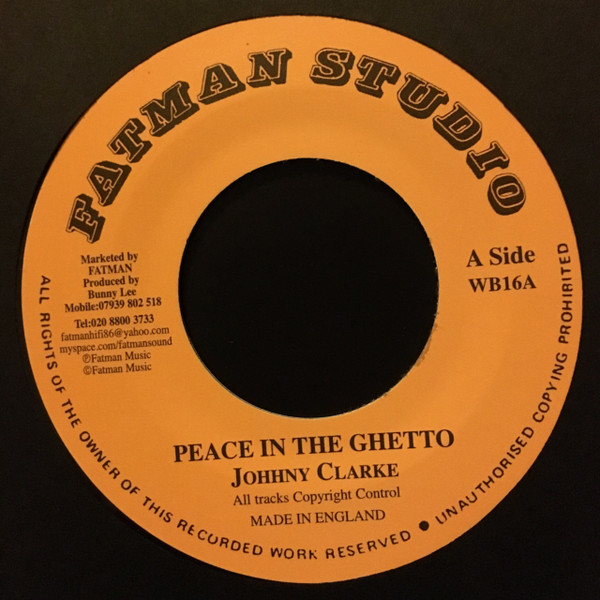 FATMAN STUDIO
Marketed by
FATMAN
Produced by
Bunny Lee
Mobile:07939 802 518
Tel:020 8800 3733
fatmanhifi86@yahoo.com
myspace.com/fatmansound
℗Fatman Music
©Fatman Music
A Side
WB16A
PEACE IN THE GHETTO
JOHHNY CLARKE
All tracks Copyright Control
MADE IN ENGLAND
ALL RIGHTS OF THE OWNER OF THIS RECORDED WORK RESERVED ● UNAUTHORISED COPYING PROHIBITED